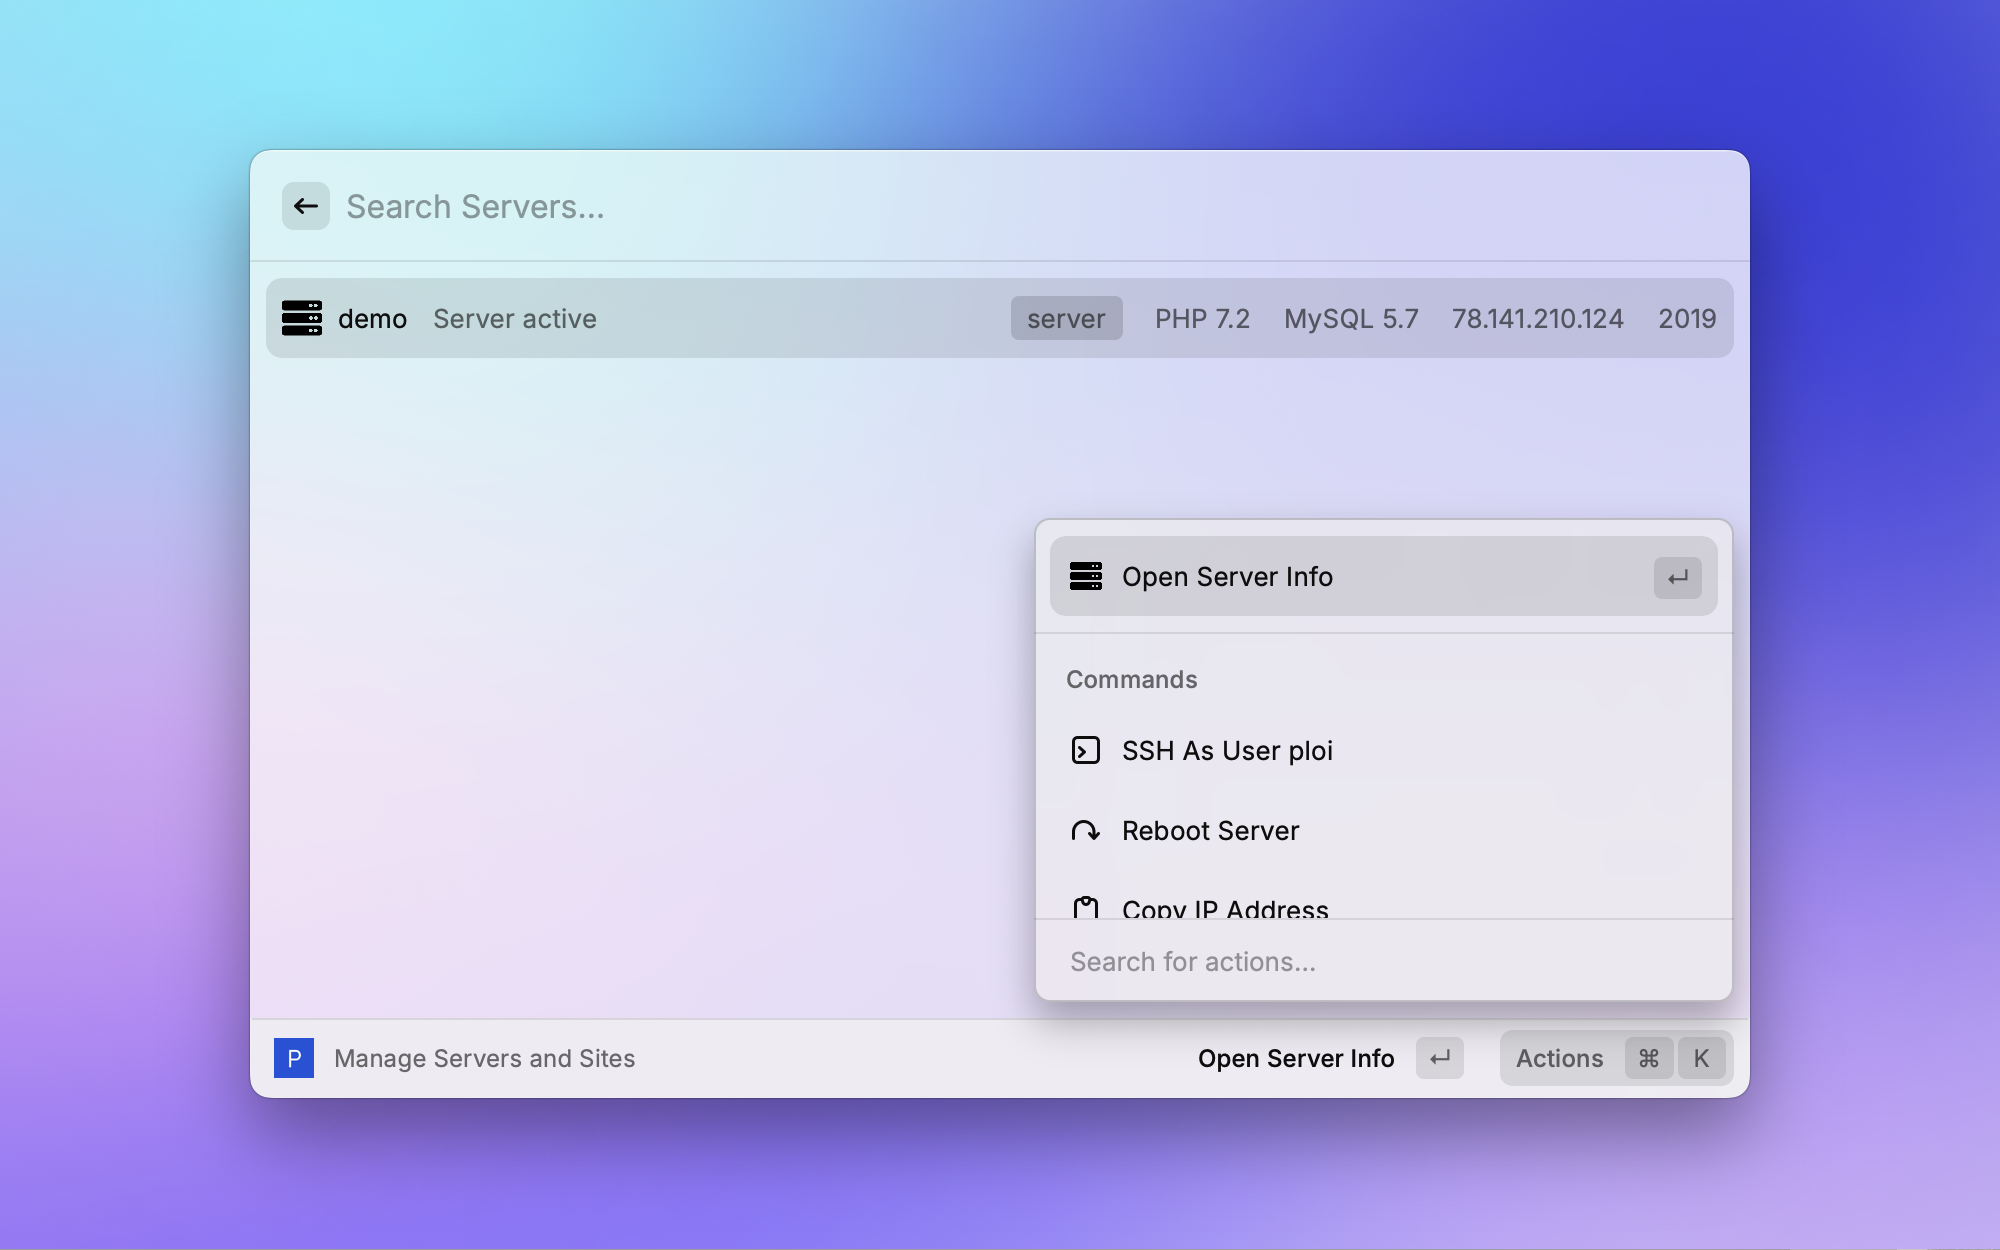 Search Servers...
demo Server active server PHP 7.2 MySQL 5.7 78.141.210.124 2019
Open Server Info
Commands
SSH As User ploi
Reboot Server
Copy IP Address
Search for actions...
P Manage Servers and Sites Open Server Info Actions ⌘ K